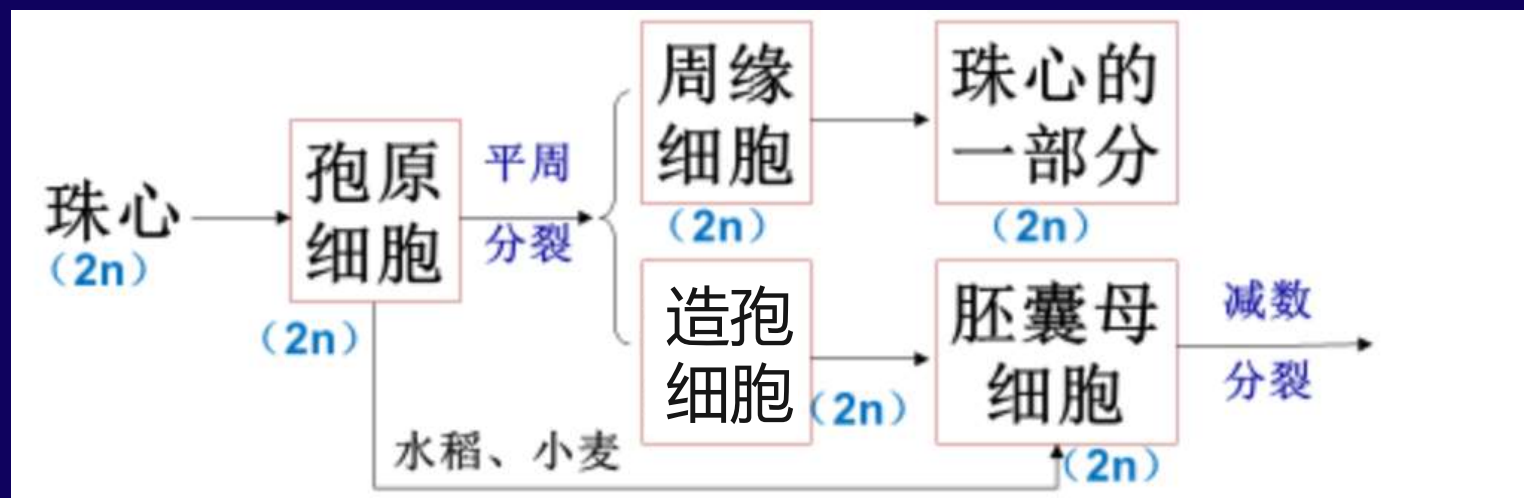 珠心
（2n）
孢原
细胞
（2n）
平周
分裂
周缘
细胞
（2n）
珠心的
一部分
（2n）
造孢
细胞
（2n）
胚囊母
细胞
（2n）
减数
分裂
水稻、小麦